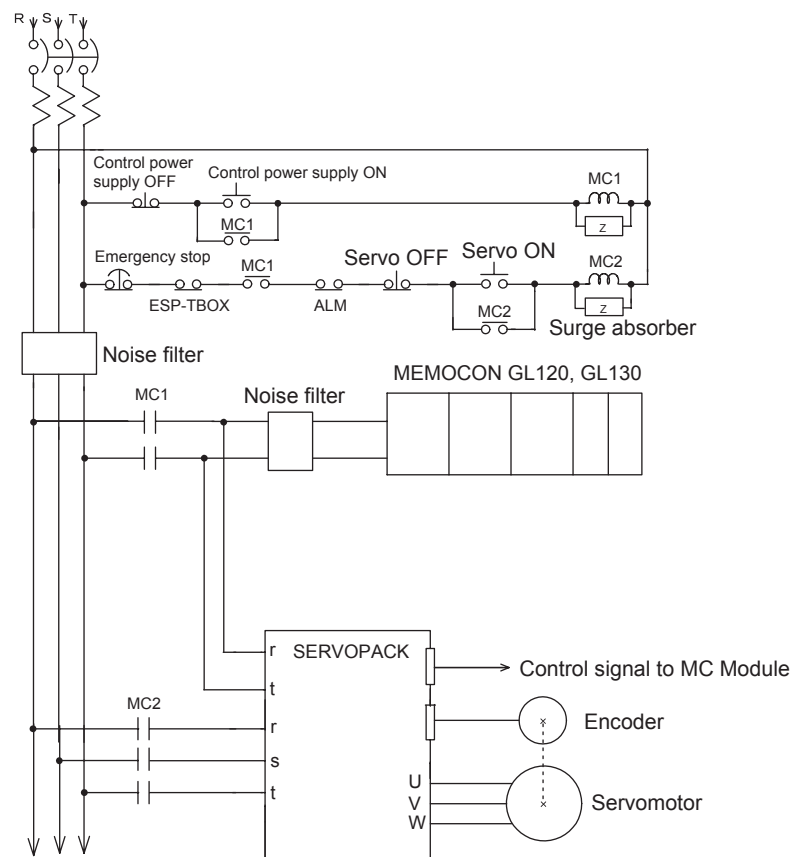 R S T
Control power
supply OFF
Control power supply ON
MC1
MC1
Z
Emergency stop
MC1
Servo OFF
Servo ON
MC2
ESP-TBOX
ALM
MC2
Z
Surge absorber
Noise filter
MEMOCON GL120, GL130
MC1
Noise filter
r
SERVOPACK
Control signal to MC Module
t
MC2
r
Encoder
s
t
U
V
W
Servomotor